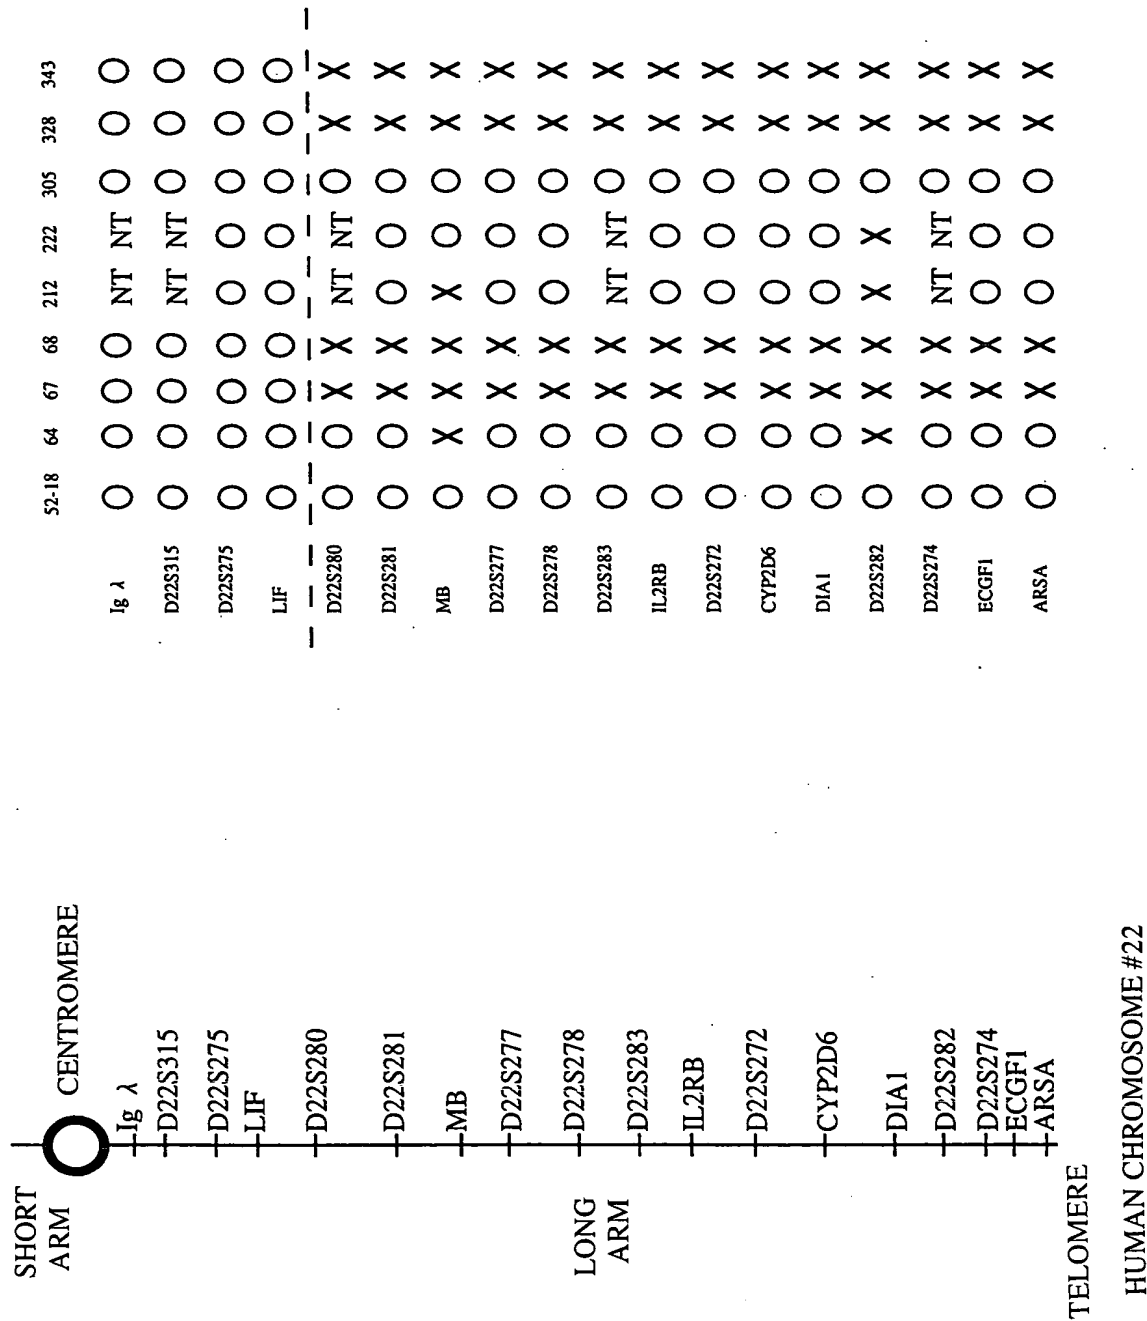 SHORT
ARM
CENTROMERE
Ig λ
D22S315
D22S275
LIF
D22S280
D22S281
MB
D22S277
D22S278
D22S283
IL2RB
D22S272
CYP2D6
DIA1
D22S282
D22S274
ECGF1
ARSA
LONG
ARM
TELOMERE
HUMAN CHROMOSOME #22
52-18 64 67 68 212 222 305 328 343
Ig λ O O O O NT NT O O O
D22S315 O O O O NT NT O O O
D22S275 O O O O O O O O O
LIF O O O O O O O O O
D22S280 O O X X NT NT O X X
D22S281 O O X X O O O X X
MB O X X X X O O X X
D22S277 O O X X O O O X X
D22S278 O O X X O O O X X
D22S283 O O X X NT NT O X X
IL2RB O O X X O O O X X
D22S272 O O X X O O O X X
CYP2D6 O O X X O O O X X
DIA1 O O X X O O O X X
D22S282 O X X X X X O X X
D22S274 O O X X NT NT O X X
ECGF1 O O X X O O O X X
ARSA O O X X O O O X X